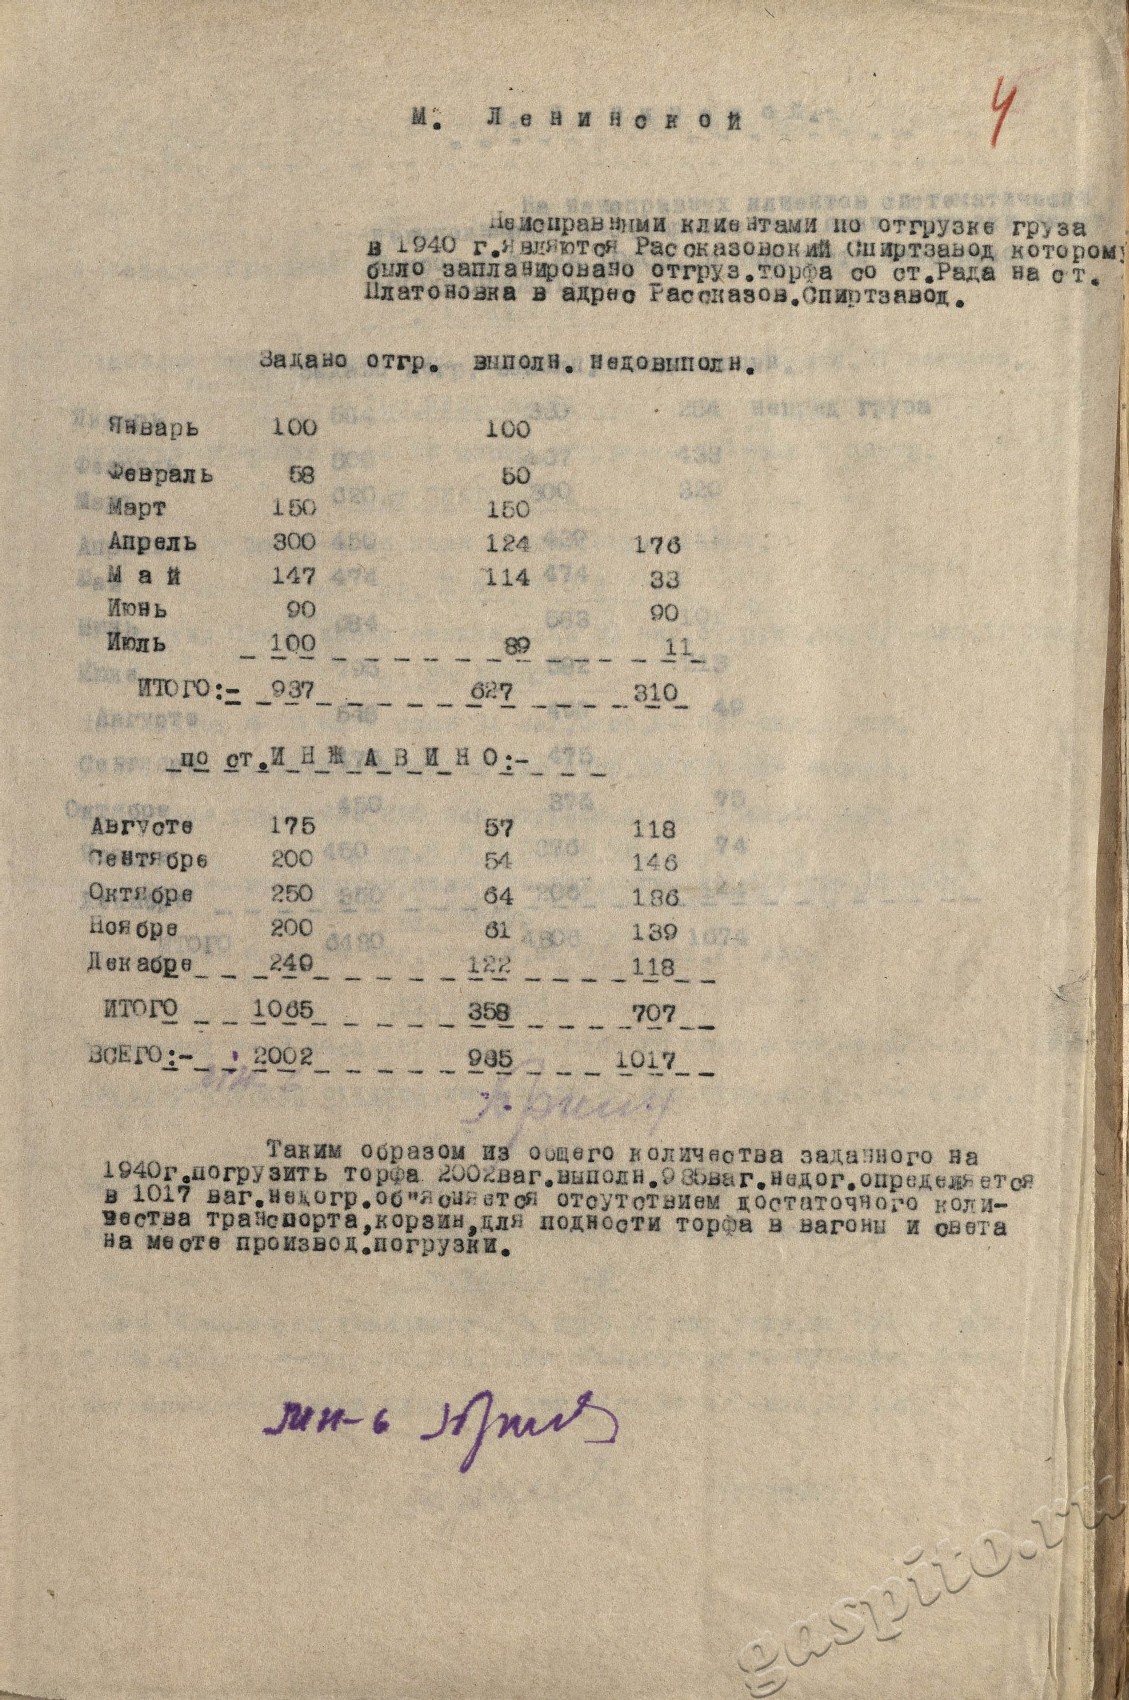 4
М. Ленинской
Неисправными клиентами по отгрузке груза
в 1940 г.являются Рассказовский Спиртзавод которому
было запланировано отгруз.торфа со ст.Рада на ст.
Платоновка в адрес Рассказов.Спиртзавод.
Задано отгр. выполн. недовыполн.
Январь 100 100
Февраль 58 50
Март 150 150
Апрель 300 124 176
Май 147 114 33
Июнь 90 90
Июль 100 89 11
ИТОГО:- 937 627 310
по ст.ИНЖАВИНО:-
Августе 175 57 118
Сентябре 200 54 146
Октябре 250 64 186
Ноябре 200 61 139
Декабре 240 122 118
ИТОГО 1065 358 707
ВСЕГО:- 2002 985 1017
Таким образом из общего количества заданного на
1940г.погрузить торфа 2002ваг.выполн.985ваг.недог.определяется
в 1017 ваг.недогр.об"ясняется отсутствием достаточного коли-
чества транспорта,корзин,для подности торфа в вагоны и света
на месте производ.погрузки.
gaspito.ru